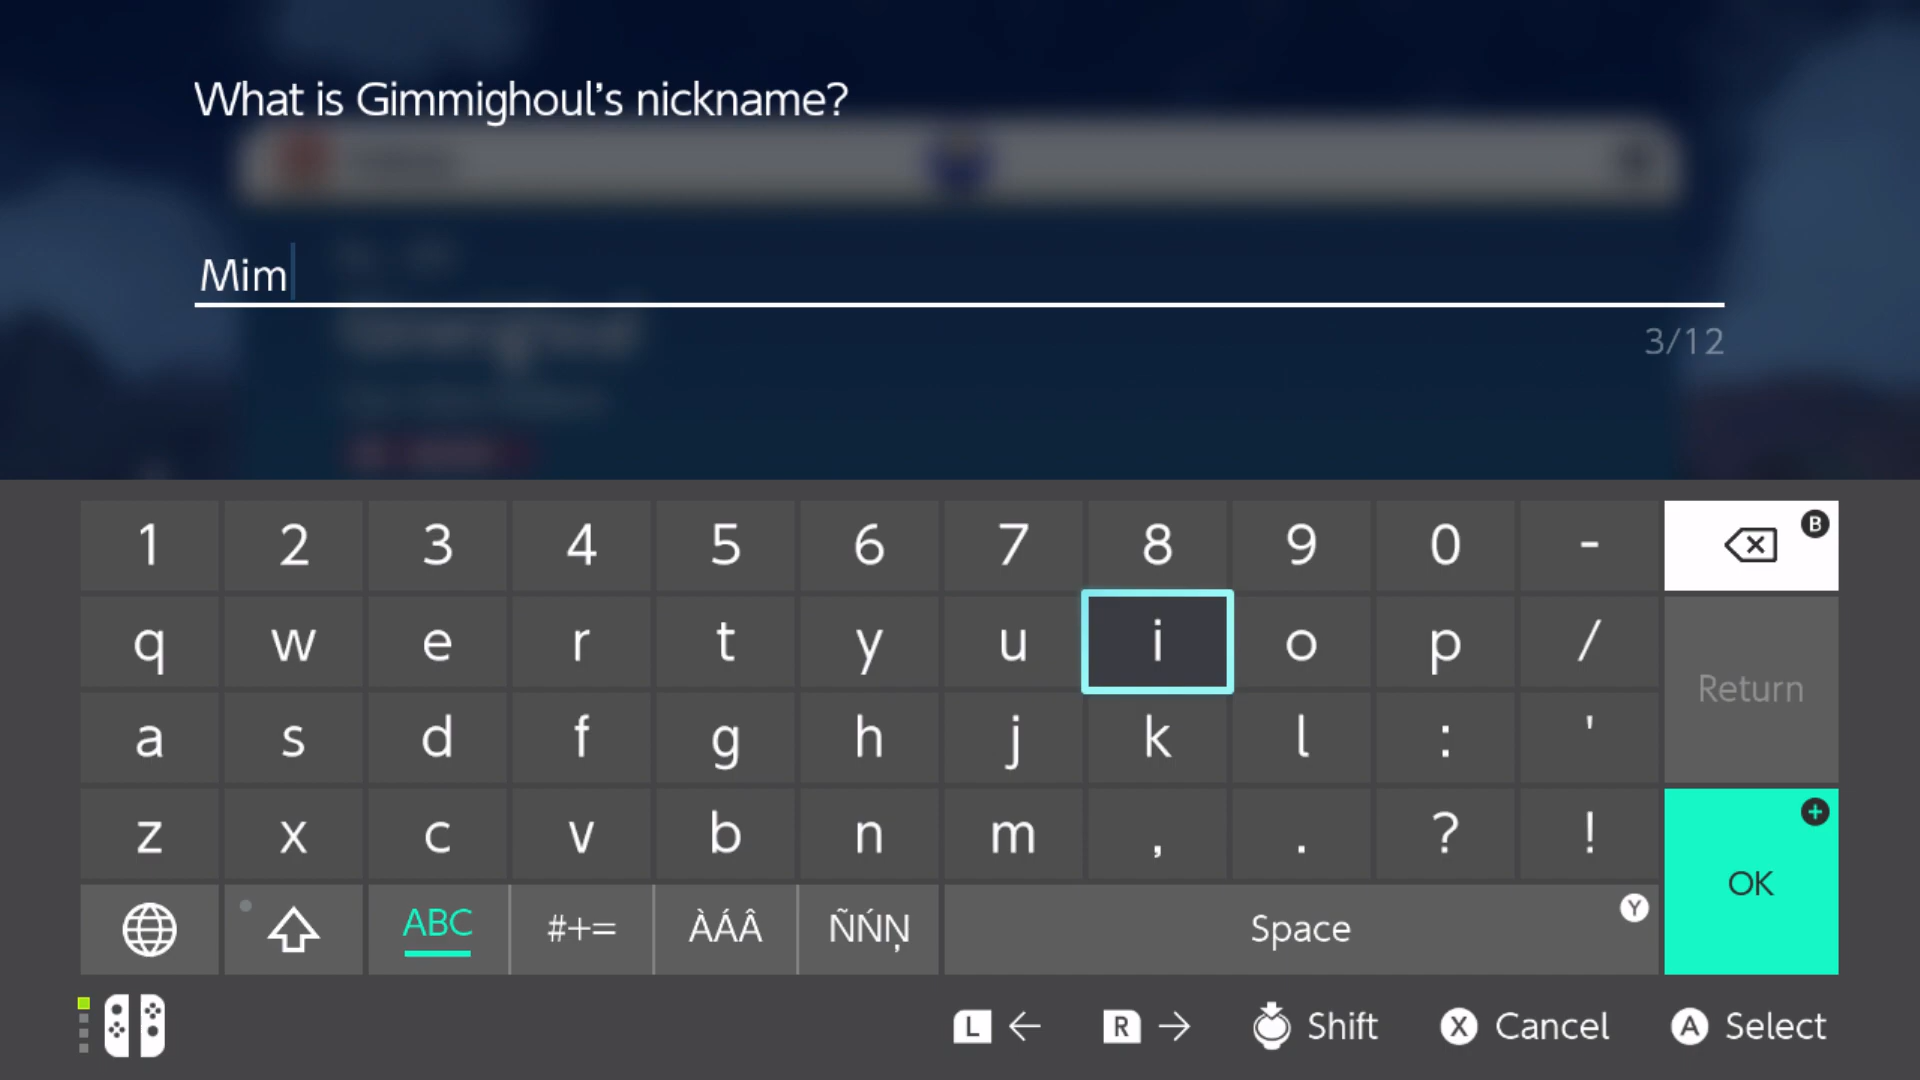 What is Gimmighoul's nickname?
Mim
3/12
1 2 3 4 5 6 7 8 9 0 - B
q w e r t y u i o p /
Return
a s d f g h j k l : '
z x c v b n m , . ? ! +
OK
ABC #+= ÀÁÂ ÑŃŅ Space Y
L ← R → Shift X Cancel A Select